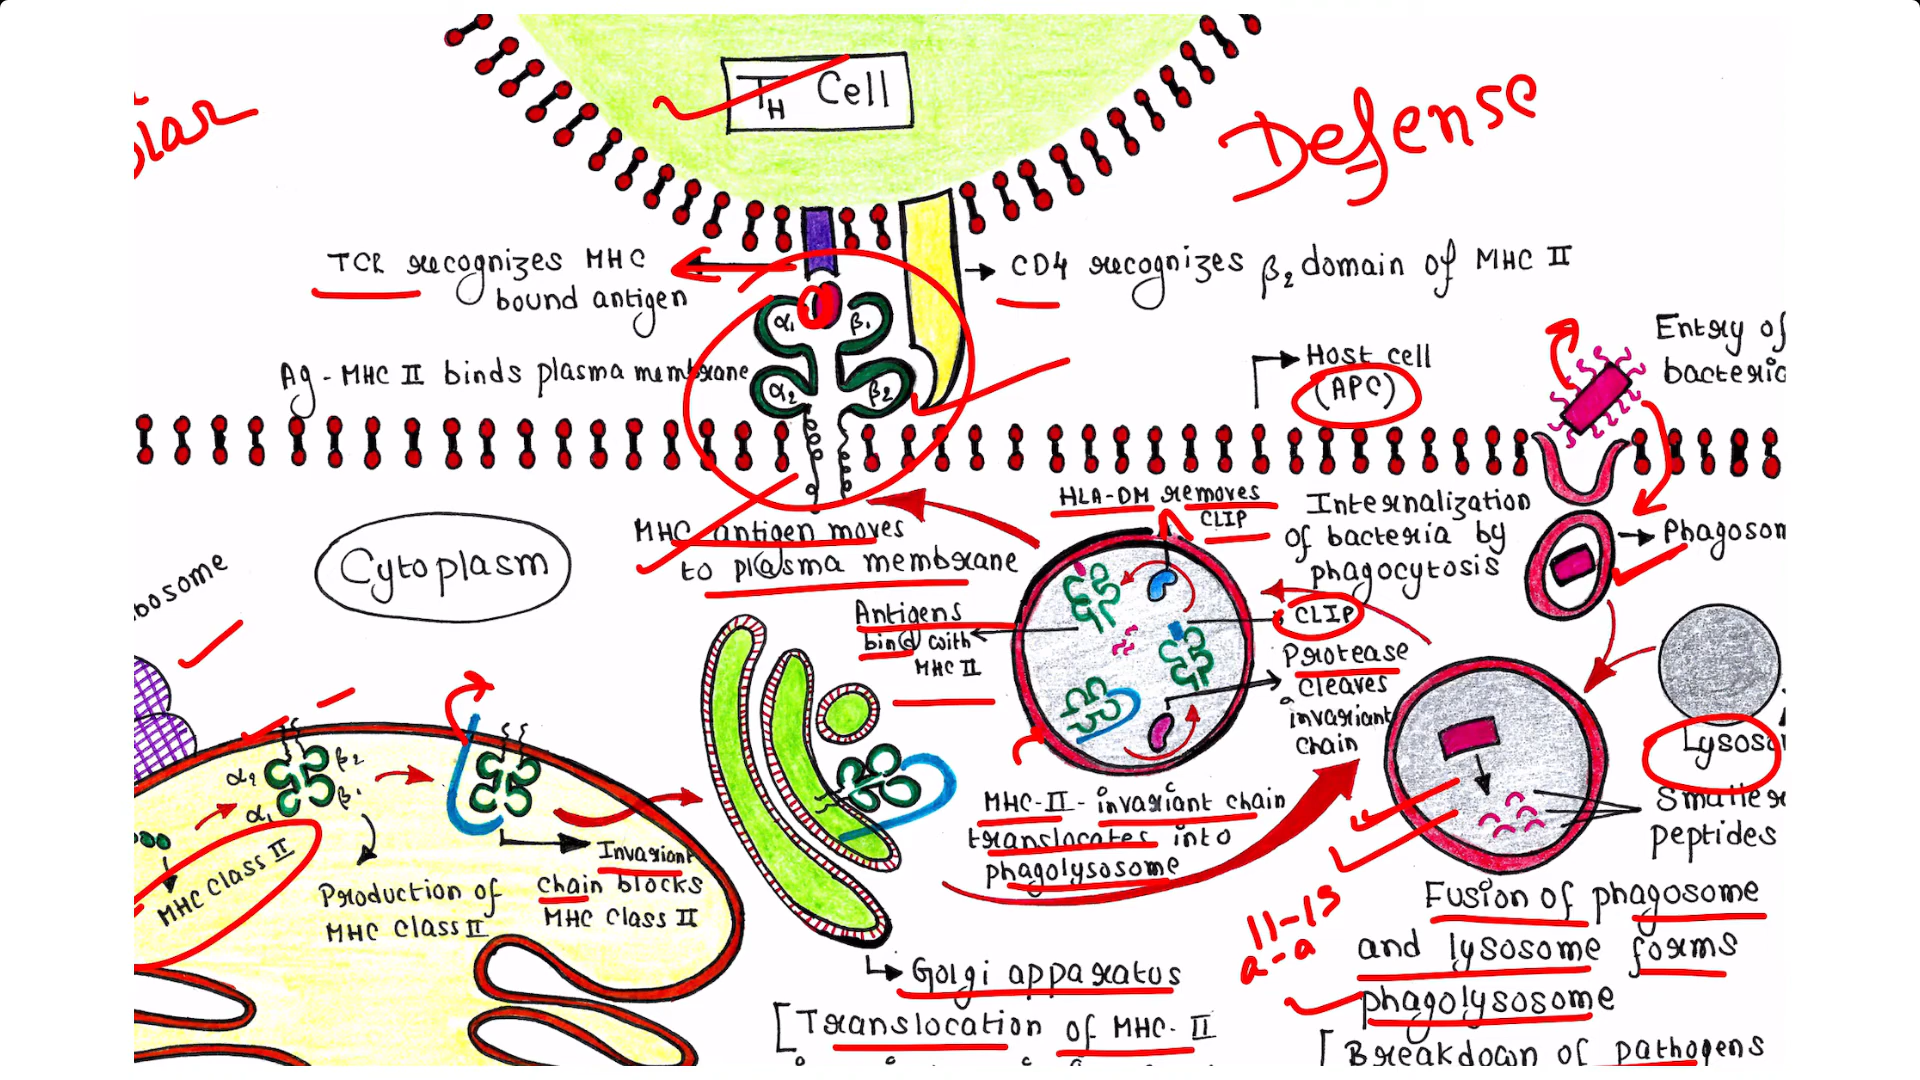 TH Cell
Defense
TCR recognizes MHC
bound antigen
CD4 recognizes β2 domain of MHC II
Ag - MHC II binds plasma membrane
α1
β1
α2
β2
Host cell
(APC)
Entry of
Cytoplasm
MHC antigen moves
to pl@sma membrane
HLA-DM removes
CLIP
Internalization
of bacteria by
phagocytosis
Antigens
bind with
MHC II
CLIP
Protease
cleaves
invariant
chain
α2
α1
β2
β1
MHC Class II
Production of
MHC Class II
Invariant
chain blocks
MHC Class II
MHC-II- invariant chain
translocates into
phagolysosome
Smaller
peptides
11-15
a-a
Fusion of phagosome
and lysosome forms
phagolysosome
[Breakdown of pathogens
Golgi apparatus
[Translocation of MHC-II